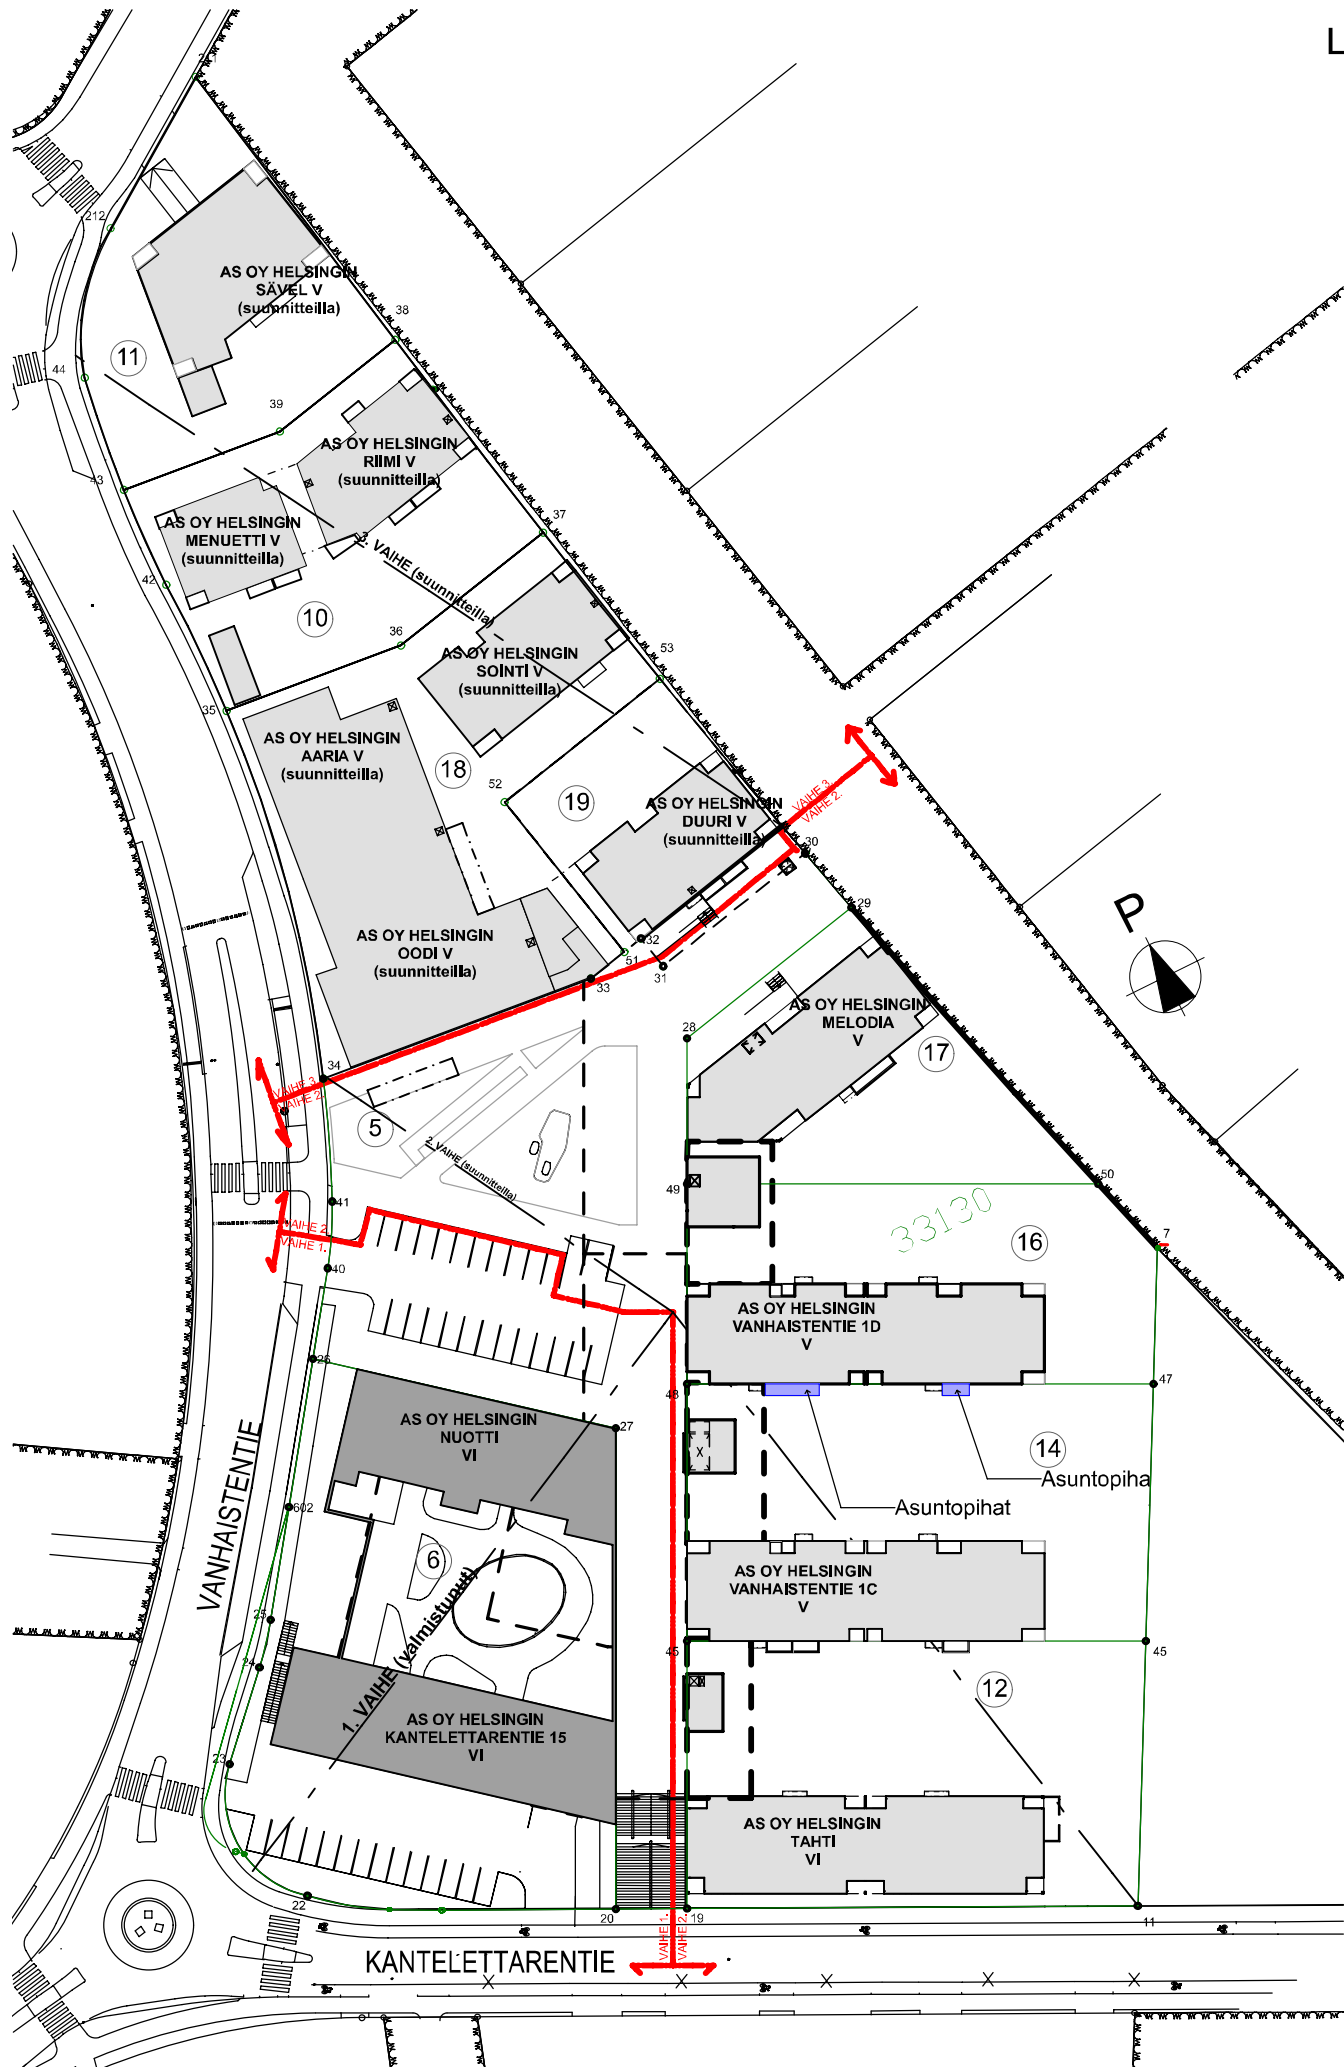 L
212
AS OY HELSINGIN
SÄVEL V
(suunnitteilla)
38
11
44
39
AS OY HELSINGIN
RIIMI V
(suunnitteilla)
43
AS OY HELSINGIN
MENUETTI V
(suunnitteilla)
37
3. VAIHE (suunnitteilla)
42
10
36
AS OY HELSINGIN
SOINTI V
(suunnitteilla)
53
35
AS OY HELSINGIN
AARIA V
(suunnitteilla)
18
52
19
AS OY HELSINGIN
DUURI V
(suunnitteilla)
VAIHE 3.
VAIHE 2.
30
29
P
AS OY HELSINGIN
OODI V
(suunnitteilla)
32
51
31
33
AS OY HELSINGIN
MELODIA
V
28
17
34
VAIHE 3.
VAIHE 2.
5
2. VAIHE (suunnitteilla)
49
50
41
33130
VAIHE 2.
VAIHE 1.
16
7
40
AS OY HELSINGIN
VANHAISTENTIE 1D
V
26
48
47
AS OY HELSINGIN
NUOTTI
VI
27
14
Asuntopiha
X
Asuntopihat
VANHAISTENTIE
602
6
AS OY HELSINGIN
VANHAISTENTIE 1C
V
L
1. VAIHE (valmistunut)
25
45
24
12
AS OY HELSINGIN
KANTELETTARENTIE 15
VI
23
AS OY HELSINGIN
TAHTI
VI
22
20
19
11
VAIHE 1.
VAIHE 2.
KANTELETTARENTIE
X X X X X